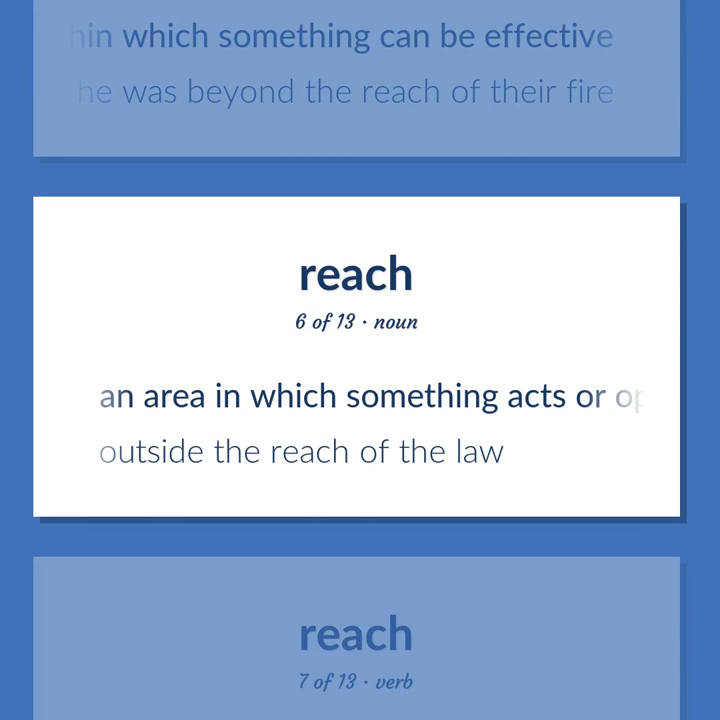 which something can be effective
he was beyond the reach of their fire
reach
6 of 13 · noun
an area in which something acts or
outside the reach of the law
reach
7 of 13 · verb